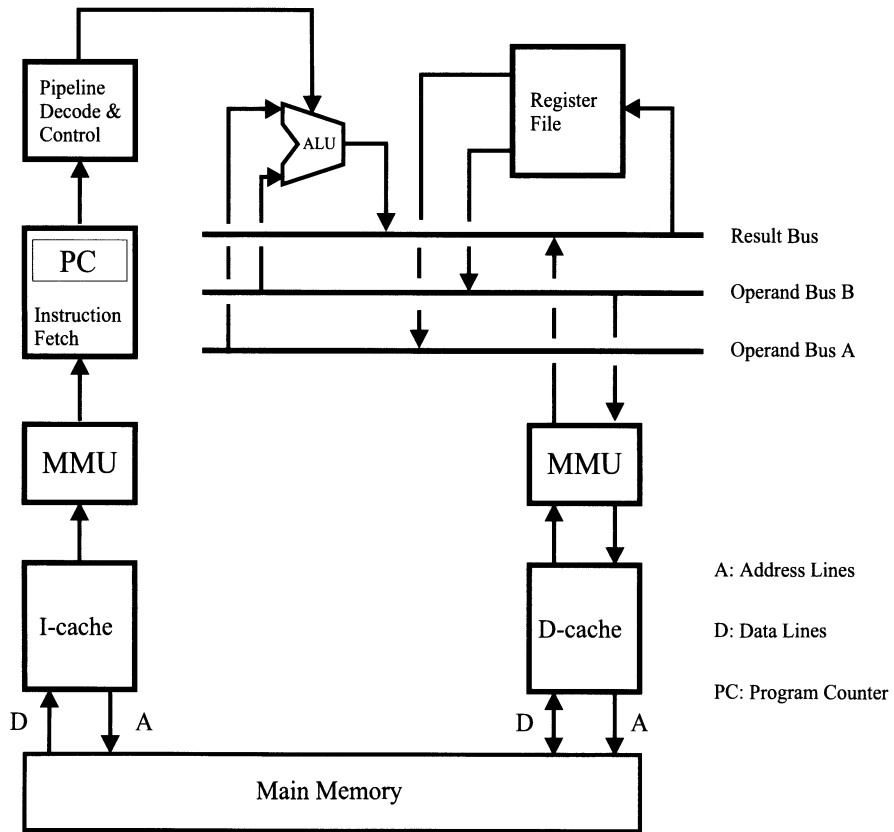 Pipeline
Decode &
Control
ALU
Register
File
PC
Instruction
Fetch
Result Bus
Operand Bus B
Operand Bus A
MMU
MMU
I-cache
D-cache
A: Address Lines
D: Data Lines
PC: Program Counter
D
A
D
A
Main Memory